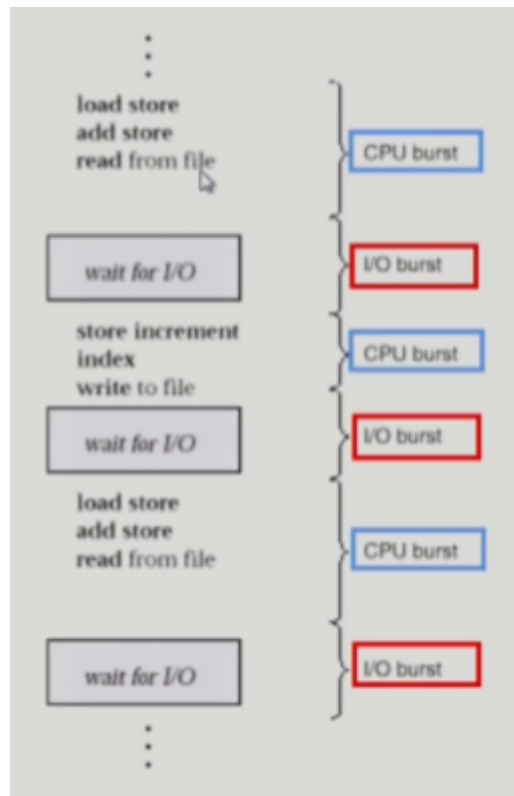 load store
add store
read from file
CPU burst
wait for I/O
I/O burst
store increment
index
write to file
CPU burst
wait for I/O
I/O burst
load store
add store
read from file
CPU burst
wait for I/O
I/O burst